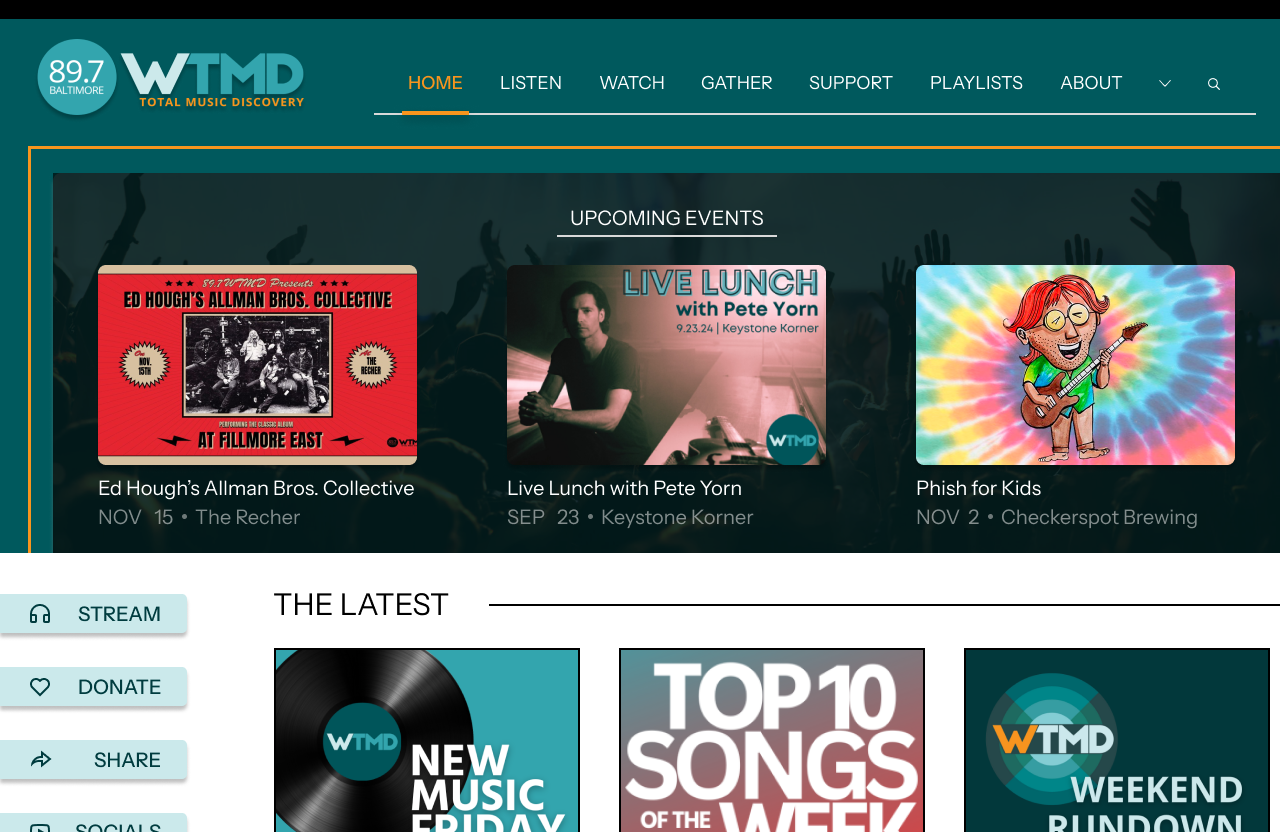 89.7
BALTIMORE
WTMD
TOTAL MUSIC DISCOVERY
HOME LISTEN WATCH GATHER SUPPORT PLAYLISTS ABOUT
UPCOMING EVENTS
89.7 WTMD Presents
ED HOUGH'S ALLMAN BROS. COLLECTIVE
On
NOV.
15TH
At
THE
RECHER
PERFORMING THE CLASSIC ALBUM
AT FILLMORE EAST
WTM
LIVE LUNCH
with Pete Yorn
9.23.24 | Keystone Korner
WTMD
Ed Hough’s Allman Bros. Collective
NOV 15 • The Recher
Live Lunch with Pete Yorn
SEP 23 • Keystone Korner
Phish for Kids
NOV 2 • Checkerspot Brewing
STREAM
DONATE
SHARE
SOCIALS
THE LATEST
WTMD
NEW
MUSIC
FRIDAY
TOP 10
SONGS
OF THE WEEK
WTMD
WEEKEND
RUNDOWN